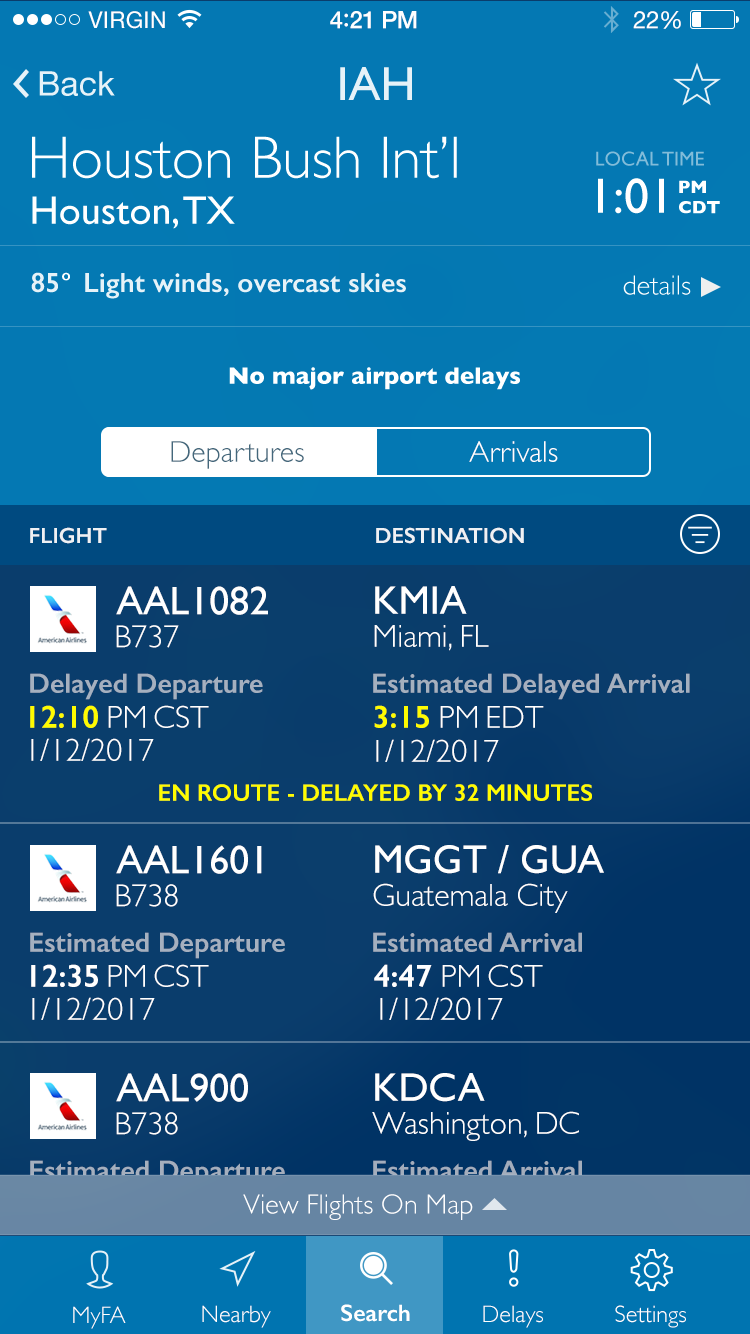 VIRGIN 4:21 PM 22%
Back IAH
Houston Bush Int'l
Houston, TX
LOCAL TIME
1:01 PM CDT
85° Light winds, overcast skies details ▶
No major airport delays
Departures Arrivals
FLIGHT DESTINATION
American Airlines
AAL1082 KMIA
B737 Miami, FL
Delayed Departure Estimated Delayed Arrival
12:10 PM CST 3:15 PM EDT
1/12/2017 1/12/2017
EN ROUTE - DELAYED BY 32 MINUTES
American Airlines
AAL1601 MGGT / GUA
B738 Guatemala City
Estimated Departure Estimated Arrival
12:35 PM CST 4:47 PM CST
1/12/2017 1/12/2017
American Airlines
AAL900 KDCA
B738 Washington, DC
Estimated Departure Estimated Arrival
View Flights On Map
MyFA Nearby Search Delays Settings